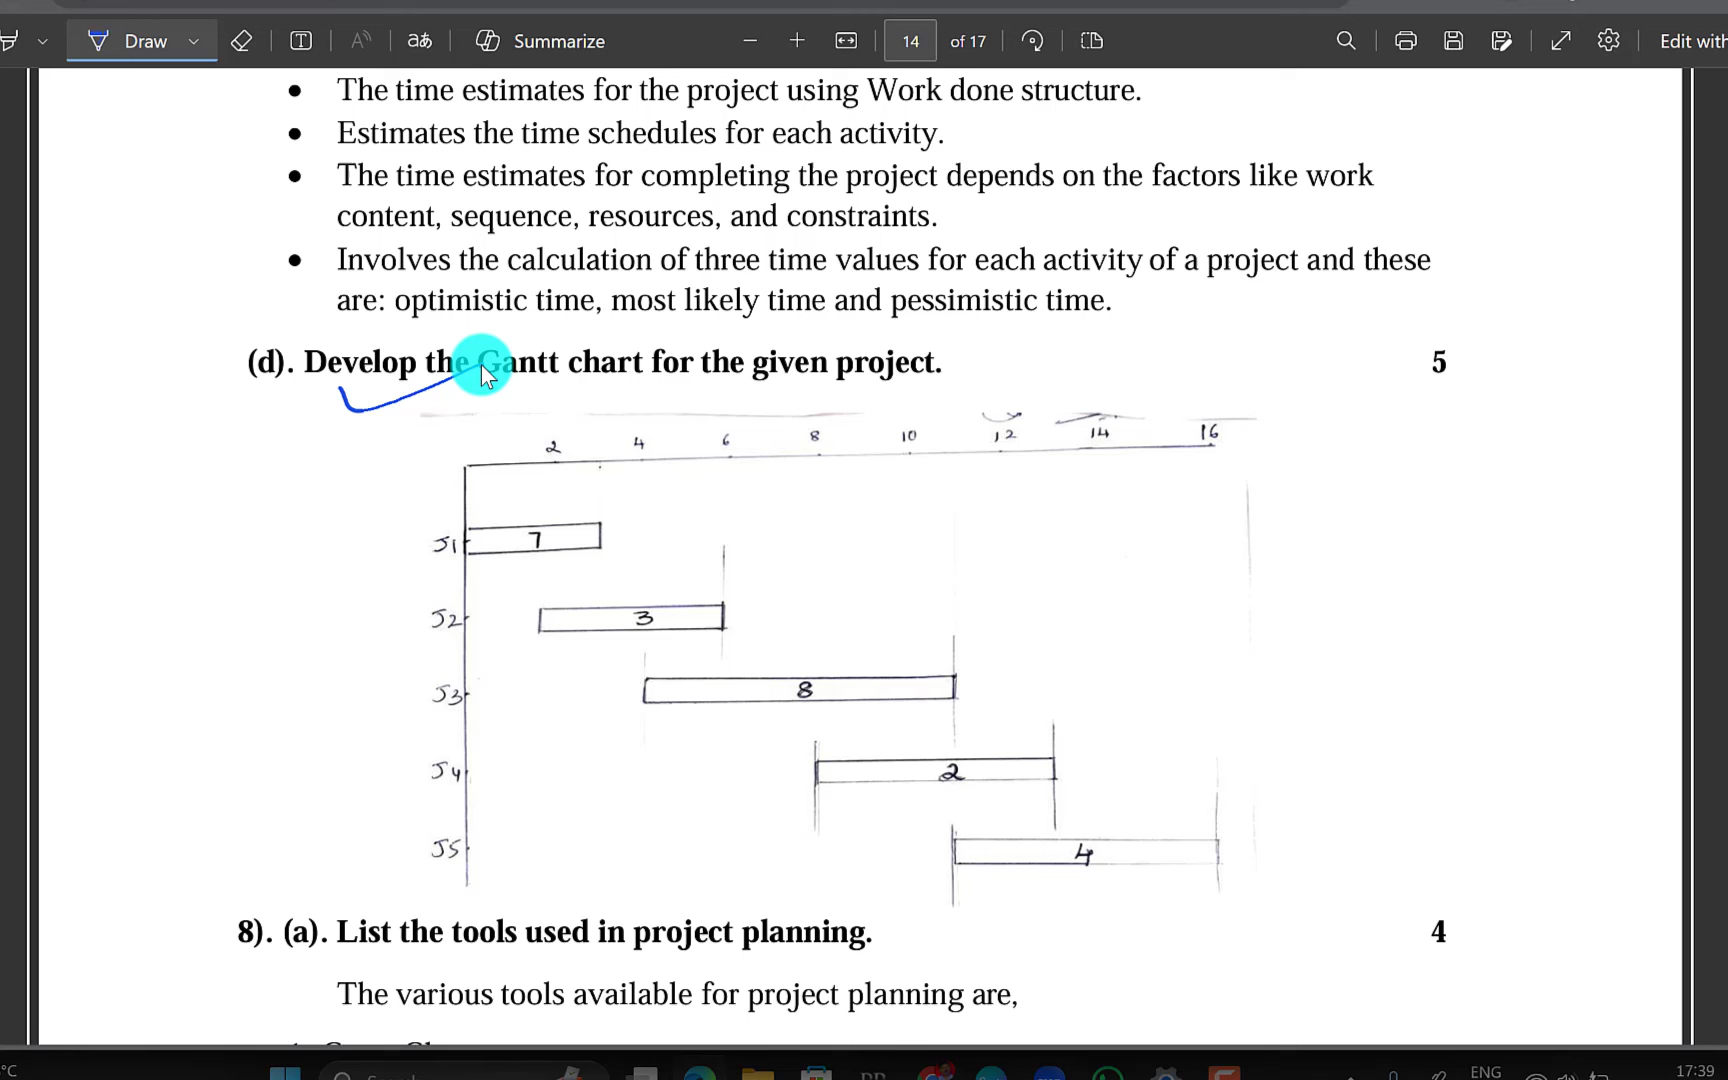 Draw
Summarize
14 of 17
Edit with
• The time estimates for the project using Work done structure.
• Estimates the time schedules for each activity.
• The time estimates for completing the project depends on the factors like work
content, sequence, resources, and constraints.
• Involves the calculation of three time values for each activity of a project and these
are: optimistic time, most likely time and pessimistic time.
(d). Develop the Gantt chart for the given project. 5
2 4 6 8 10 12 14 16
J1 7
J2 3
J3 8
J4 2
J5 4
8). (a). List the tools used in project planning. 4
The various tools available for project planning are,
ENG
17:39